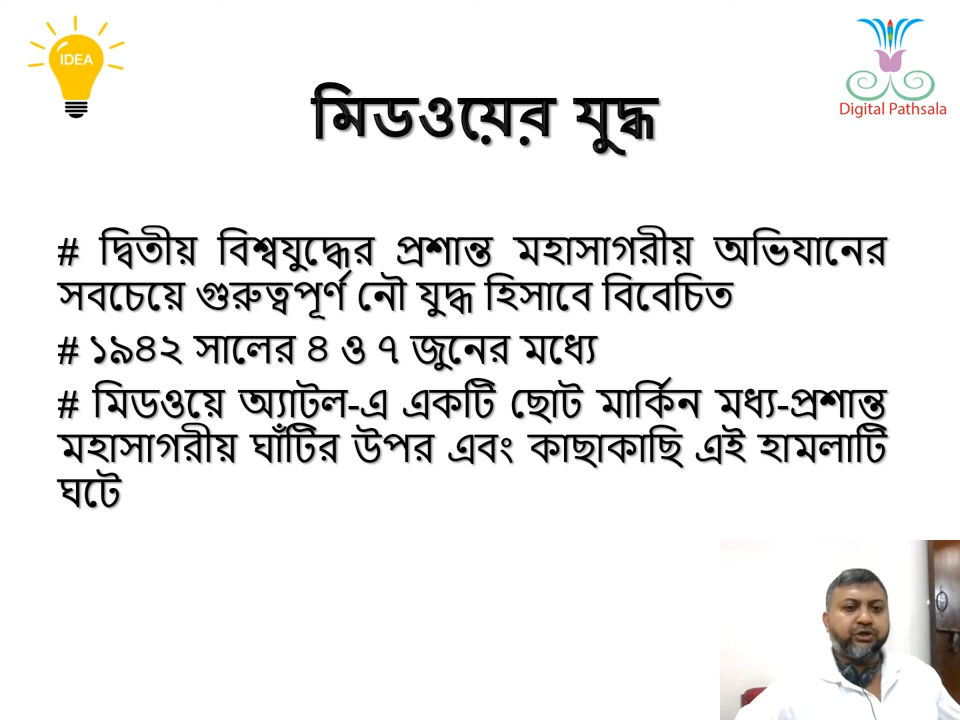 IDEA
Digital Pathsala
মিডওয়ের যুদ্ধ
# দ্বিতীয় বিশ্বযুদ্ধের প্রশান্ত মহাসাগরীয় অভিযানের
সবচেয়ে গুরুত্বপূর্ণ নৌ যুদ্ধ হিসাবে বিবেচিত
# ১৯৪২ সালের ৪ ও ৭ জুনের মধ্যে
# মিডওয়ে অ্যাটল-এ একটি ছোট মার্কিন মধ্য-প্রশান্ত
মহাসাগরীয় ঘাঁটির উপর এবং কাছাকাছি এই হামলাটি
ঘটে